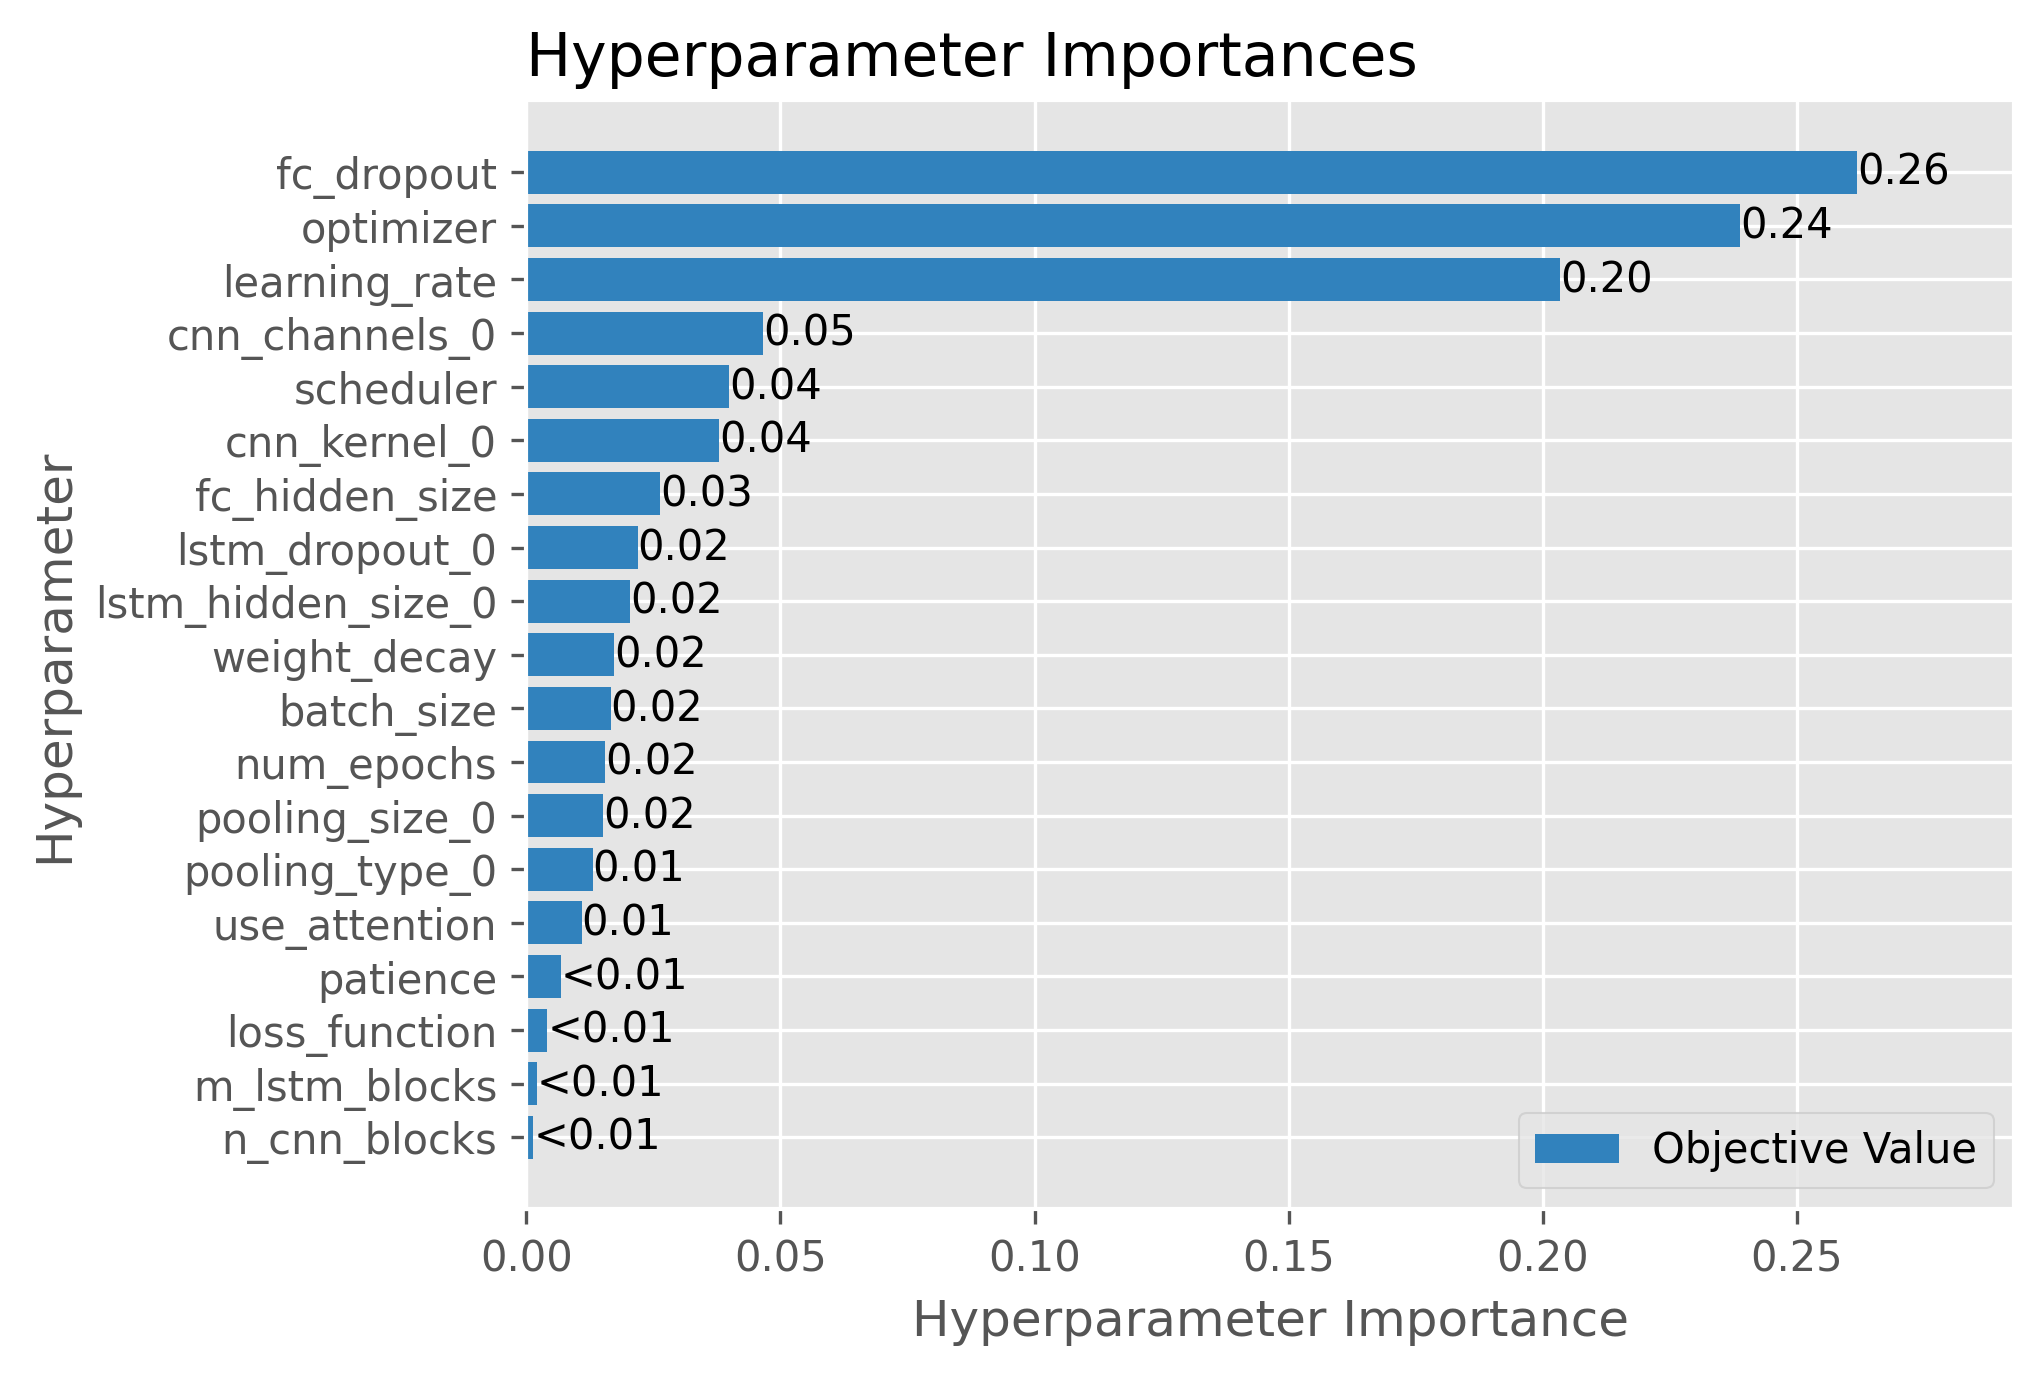 Hyperparameter Importances
Hyperparameter
fc_dropout 0.26
optimizer 0.24
learning_rate 0.20
cnn_channels_0 0.05
scheduler 0.04
cnn_kernel_0 0.04
fc_hidden_size 0.03
lstm_dropout_0 0.02
lstm_hidden_size_0 0.02
weight_decay 0.02
batch_size 0.02
num_epochs 0.02
pooling_size_0 0.02
pooling_type_0 0.01
use_attention 0.01
patience <0.01
loss_function <0.01
m_lstm_blocks <0.01
n_cnn_blocks <0.01
Objective Value
0.00 0.05 0.10 0.15 0.20 0.25
Hyperparameter Importance